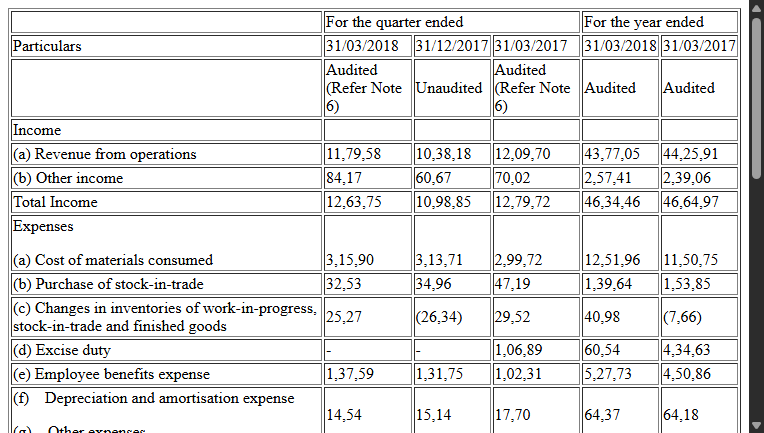 For the quarter ended For the year ended
Particulars 31/03/2018 31/12/2017 31/03/2017 31/03/2018 31/03/2017
Audited (Refer Note 6) Unaudited Audited (Refer Note 6) Audited Audited
Income
(a) Revenue from operations 11,79,58 10,38,18 12,09,70 43,77,05 44,25,91
(b) Other income 84,17 60,67 70,02 2,57,41 2,39,06
Total Income 12,63,75 10,98,85 12,79,72 46,34,46 46,64,97
Expenses
(a) Cost of materials consumed 3,15,90 3,13,71 2,99,72 12,51,96 11,50,75
(b) Purchase of stock-in-trade 32,53 34,96 47,19 1,39,64 1,53,85
(c) Changes in inventories of work-in-progress, stock-in-trade and finished goods 25,27 (26,34) 29,52 40,98 (7,66)
(d) Excise duty - - 1,06,89 60,54 4,34,63
(e) Employee benefits expense 1,37,59 1,31,75 1,02,31 5,27,73 4,50,86
(f) Depreciation and amortisation expense
14,54 15,14 17,70 64,37 64,18
(g) Other expenses